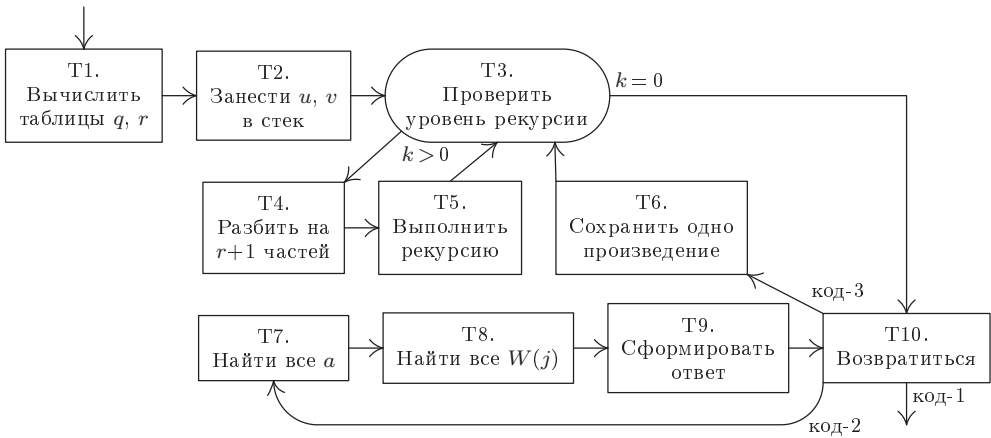 T1.
Вычислить
таблицы q, r
T2.
Занести u, v
в стек
T3.
Проверить
уровень рекурсии
k = 0
k > 0
T4.
Разбить на
r+1 частей
T5.
Выполнить
рекурсию
T6.
Сохранить одно
произведение
код-3
T7.
Найти все a
T8.
Найти все W(j)
T9.
Сформировать
ответ
T10.
Возвратиться
код-1
код-2